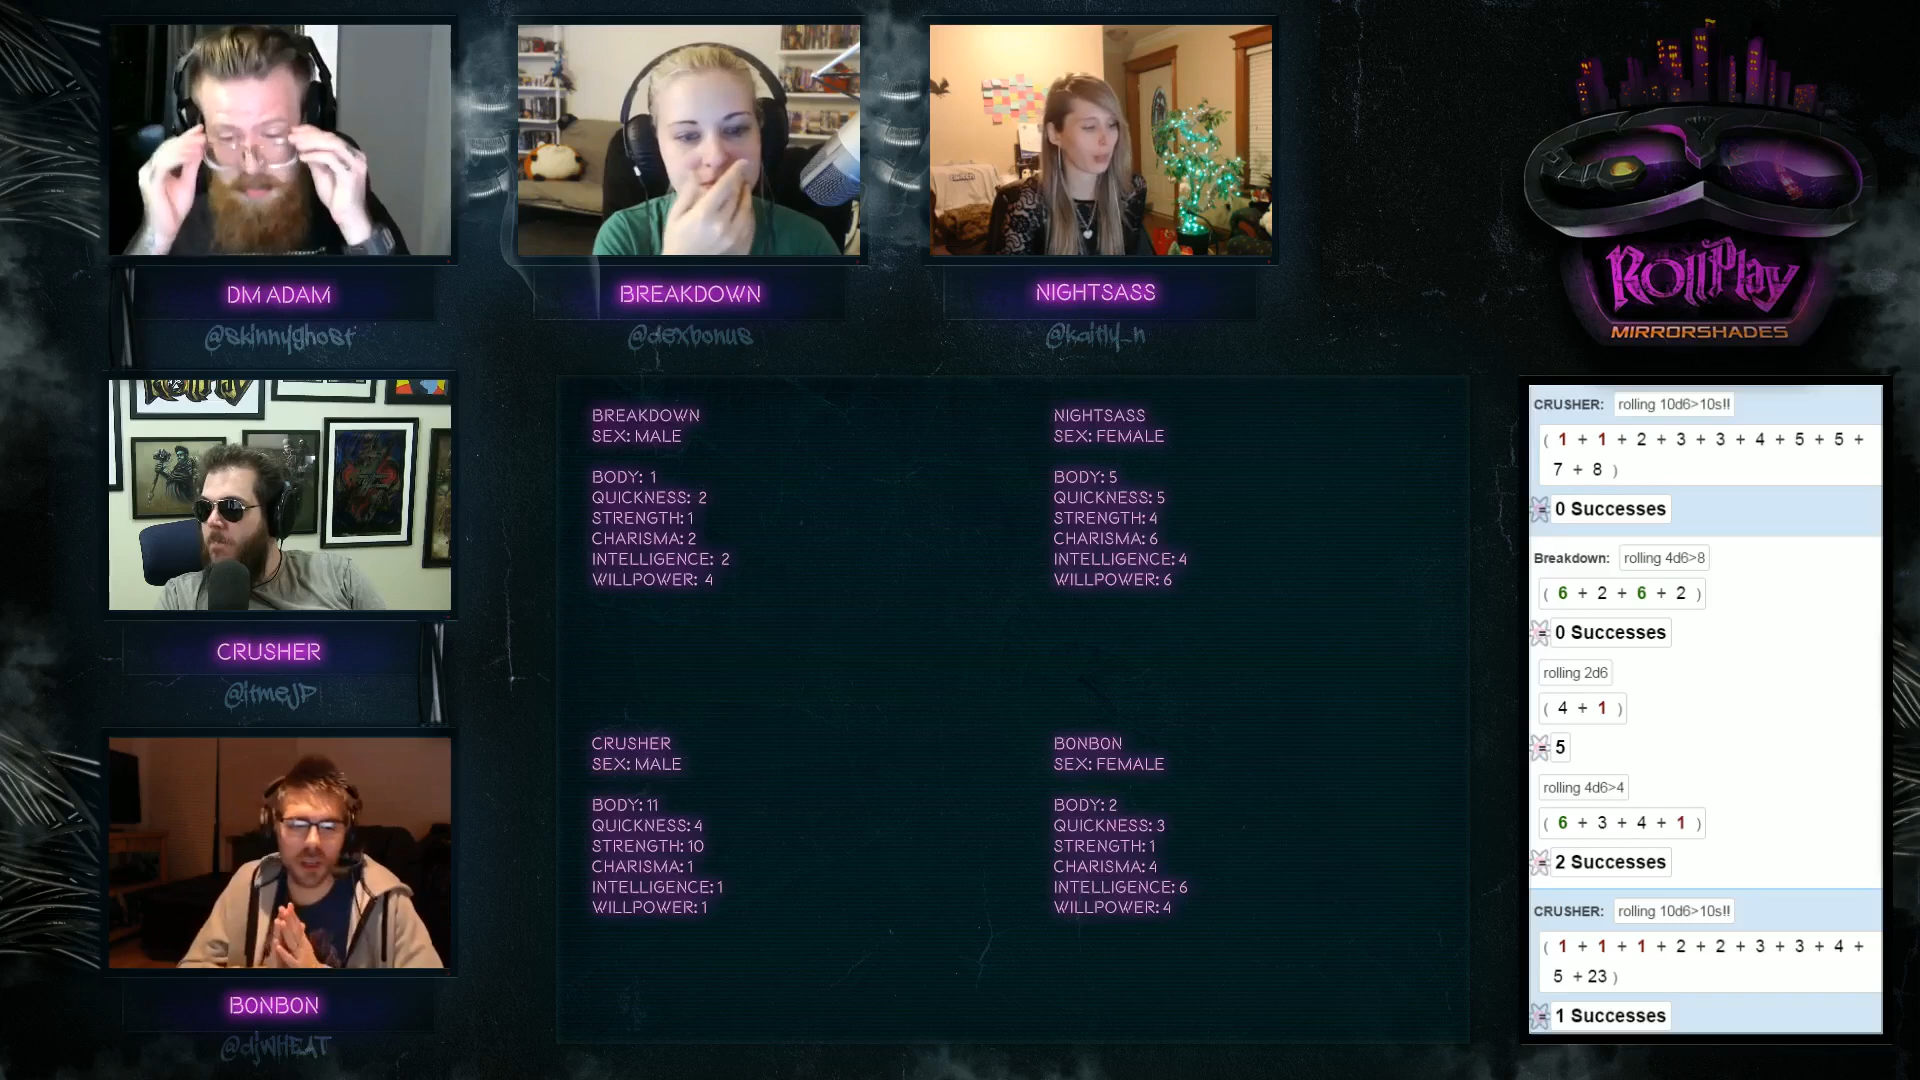 DM ADAM
@skinnyghost
BREAKDOWN
@dexbonus
NIGHTSASS
@kaitly_n
RollPlay
MIRRORSHADES
CRUSHER
@itmeJP
BONBON
@djWHEAT
BREAKDOWN
SEX: MALE
BODY: 1
QUICKNESS: 2
STRENGTH: 1
CHARISMA: 2
INTELLIGENCE: 2
WILLPOWER: 4
NIGHTSASS
SEX: FEMALE
BODY: 5
QUICKNESS: 5
STRENGTH: 4
CHARISMA: 6
INTELLIGENCE: 4
WILLPOWER: 6
CRUSHER
SEX: MALE
BODY: 11
QUICKNESS: 4
STRENGTH: 10
CHARISMA: 1
INTELLIGENCE: 1
WILLPOWER: 1
BONBON
SEX: FEMALE
BODY: 2
QUICKNESS: 3
STRENGTH: 1
CHARISMA: 4
INTELLIGENCE: 6
WILLPOWER: 4
CRUSHER: rolling 10d6>10s!!
( 1 + 1 + 2 + 3 + 3 + 4 + 5 + 5 +
7 + 8 )
= 0 Successes
Breakdown: rolling 4d6>8
( 6 + 2 + 6 + 2 )
= 0 Successes
rolling 2d6
( 4 + 1 )
= 5
rolling 4d6>4
( 6 + 3 + 4 + 1 )
= 2 Successes
CRUSHER: rolling 10d6>10s!!
( 1 + 1 + 1 + 2 + 2 + 3 + 3 + 4 +
5 + 23 )
= 1 Successes